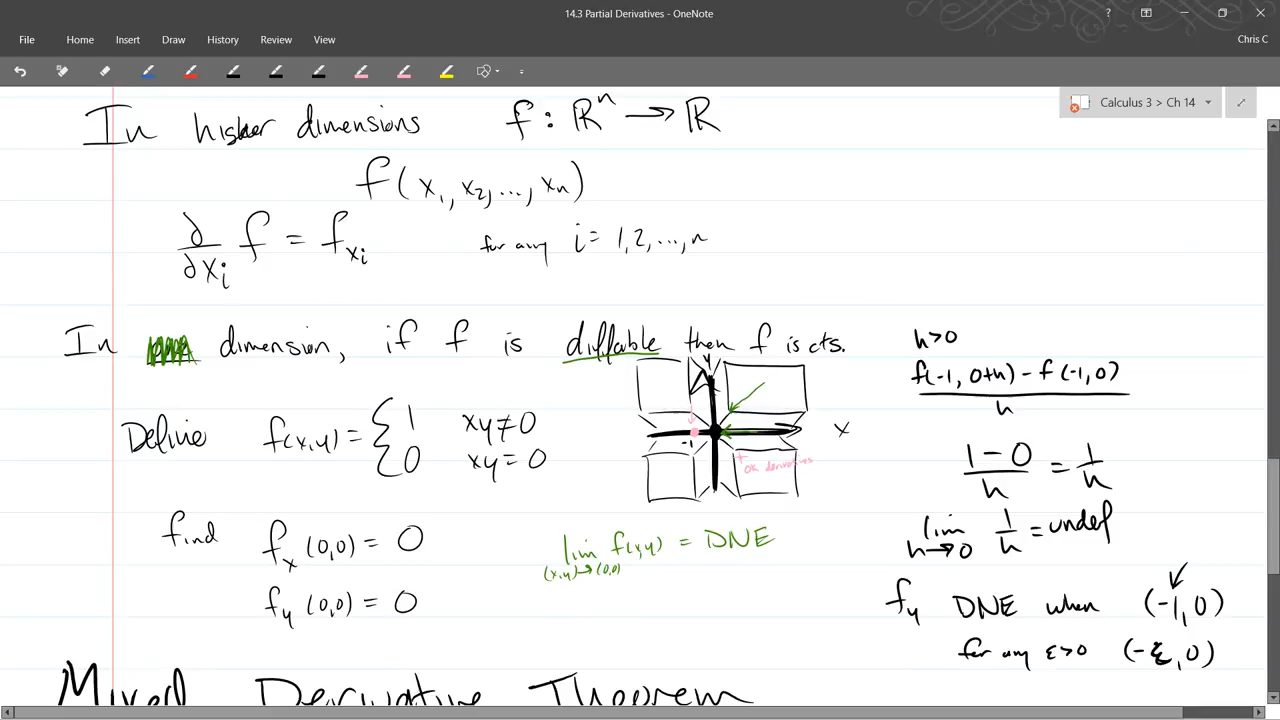 14.3 Partial Derivatives - OneNote
File Home Insert Draw History Review View
Chris C
Calculus 3 > Ch 14
In higher dimensions f : ℝⁿ → ℝ
f(x₁, x₂, ..., xₙ)
∂/∂xᵢ f = f_xᵢ for any i = 1,2,...,n
In dimension, if f is diffable then f is cts.
Define f(x,y) = { 1 xy≠0
0 xy=0
find f_x (0,0) = 0
f_y (0,0) = 0
y
x
-1
OK derivatives
lim (x,y)→(0,0) f(x,y) = DNE
h>0
f(-1, 0+h) - f(-1,0)
h
1-0/h = 1/h
lim h→0 1/h = undef
f_y DNE when (-1,0)
for any ε>0 (-ε,0)
Mixed Derivative Theorem